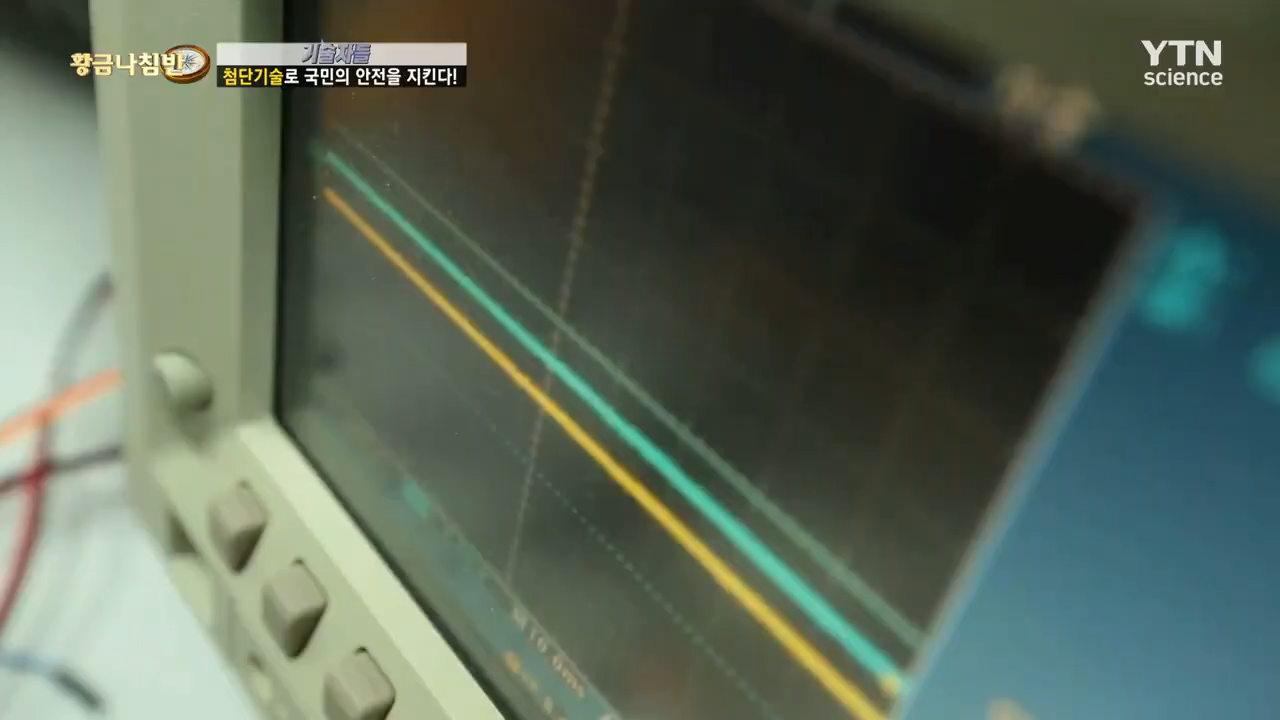 황금나침반
기술자들
첨단기술로 국민의 안전을 지킨다!
YTN
science
M 10.0ms